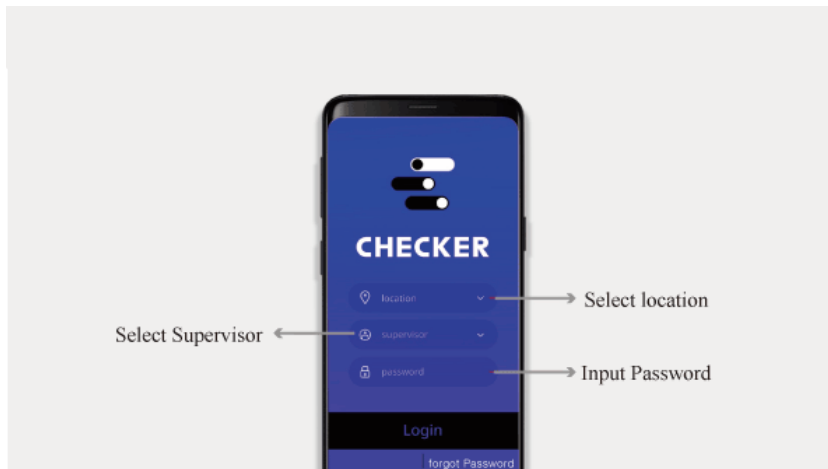 CHECKER
location
Select location
Select Supervisor
supervisor
password
Input Password
Login
forgot Password